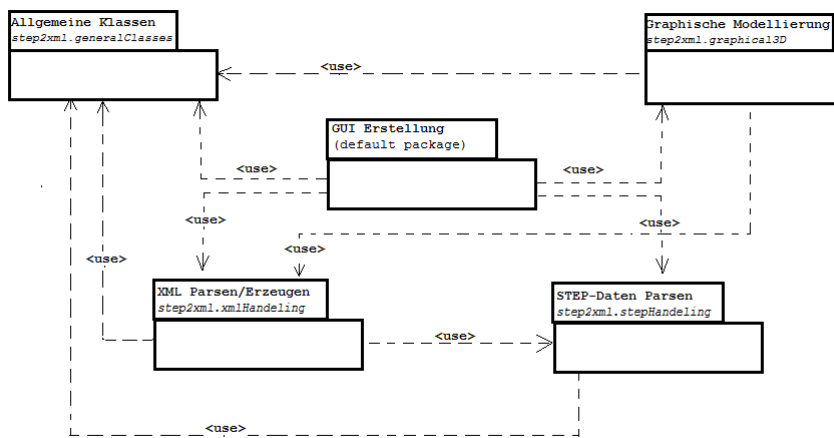 Allgemeine Klassen
step2xml.generalClasses
Graphische Modellierung
step2xml.graphical3D
<use>
GUI Erstellung
(default package)
<use>
<use>
<use>
<use>
<use>
<use>
XML Parsen/Erzeugen
step2xml.xmlHandeling
STEP-Daten Parsen
step2xml.stepHandeling
<use>
<use>